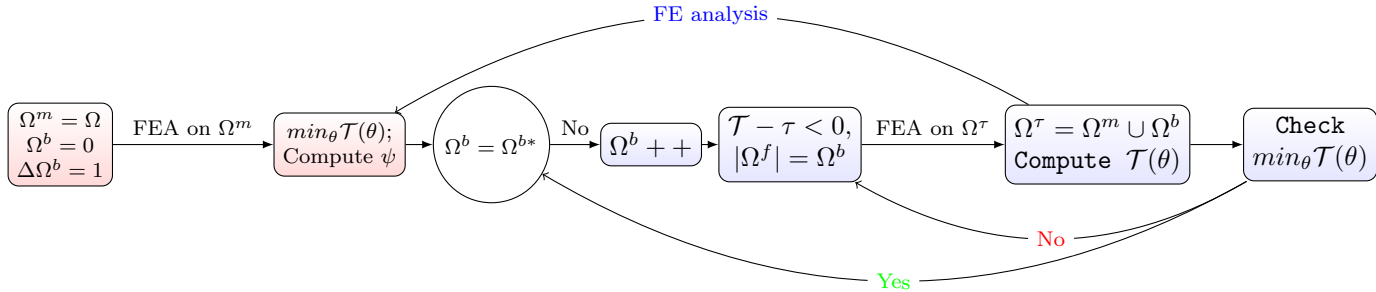 FE analysis
Ω^m = Ω
Ω^b = 0
ΔΩ^b = 1
FEA on Ω^m
min_θ 𝒯(θ);
Compute ψ
Ω^b = Ω^{b*}
No
Ω^b + +
𝒯 − τ < 0,
|Ω^f| = Ω^b
FEA on Ω^τ
Ω^τ = Ω^m ∪ Ω^b
Compute 𝒯(θ)
Check
min_θ 𝒯(θ)
No
Yes